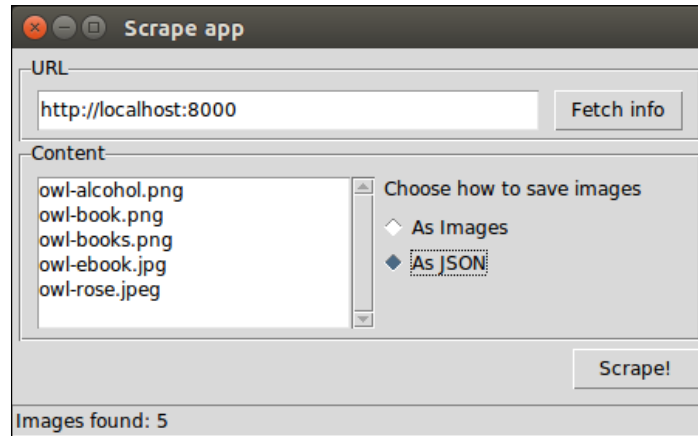 Scrape app
URL
http://localhost:8000
Fetch info
Content
owl-alcohol.png
owl-book.png
owl-books.png
owl-ebook.jpg
owl-rose.jpeg
Choose how to save images
As Images
As JSON
Scrape!
Images found: 5